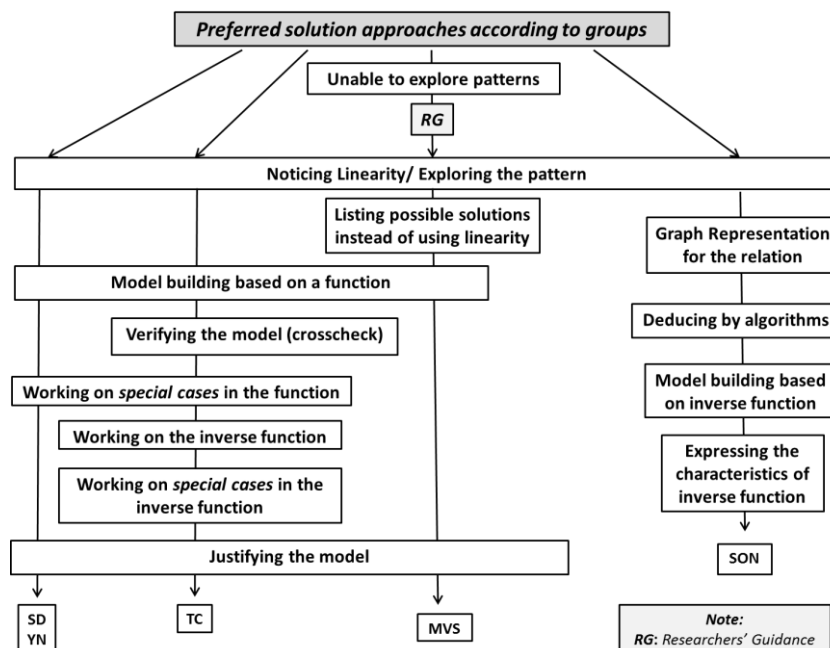 Preferred solution approaches according to groups
Unable to explore patterns
RG
Noticing Linearity/ Exploring the pattern
Listing possible solutions
instead of using linearity
Graph Representation
for the relation
Model building based on a function
Deducing by algorithms
Verifying the model (crosscheck)
Model building based
on inverse function
Working on special cases in the function
Working on the inverse function
Expressing the
characteristics of
inverse function
Working on special cases in the
inverse function
Justifying the model
SON
SD
YN
TC
MVS
Note:
RG: Researchers' Guidance